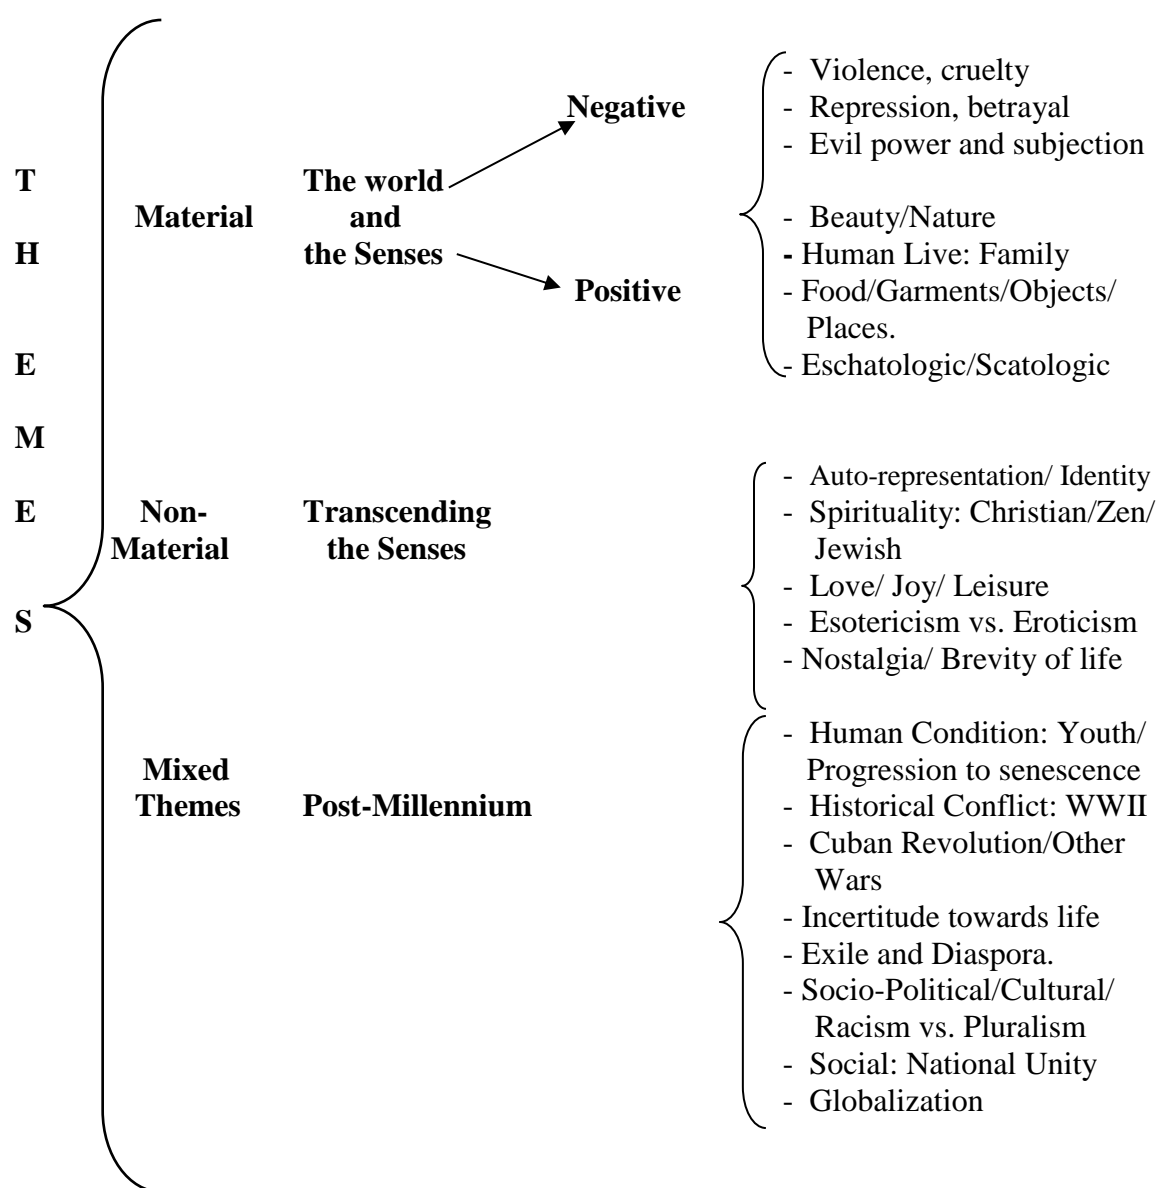 T
H
E
M
E
S
Material
The world
and
the Senses
Negative
Positive
- Violence, cruelty
- Repression, betrayal
- Evil power and subjection
- Beauty/Nature
- Human Live: Family
- Food/Garments/Objects/
Places.
- Eschatologic/Scatologic
Non-
Material
Transcending
the Senses
- Auto-representation/ Identity
- Spirituality: Christian/Zen/
Jewish
- Love/ Joy/ Leisure
- Esotericism vs. Eroticism
- Nostalgia/ Brevity of life
Mixed
Themes
Post-Millennium
- Human Condition: Youth/
Progression to senescence
- Historical Conflict: WWII
- Cuban Revolution/Other
Wars
- Incertitude towards life
- Exile and Diaspora.
- Socio-Political/Cultural/
Racism vs. Pluralism
- Social: National Unity
- Globalization